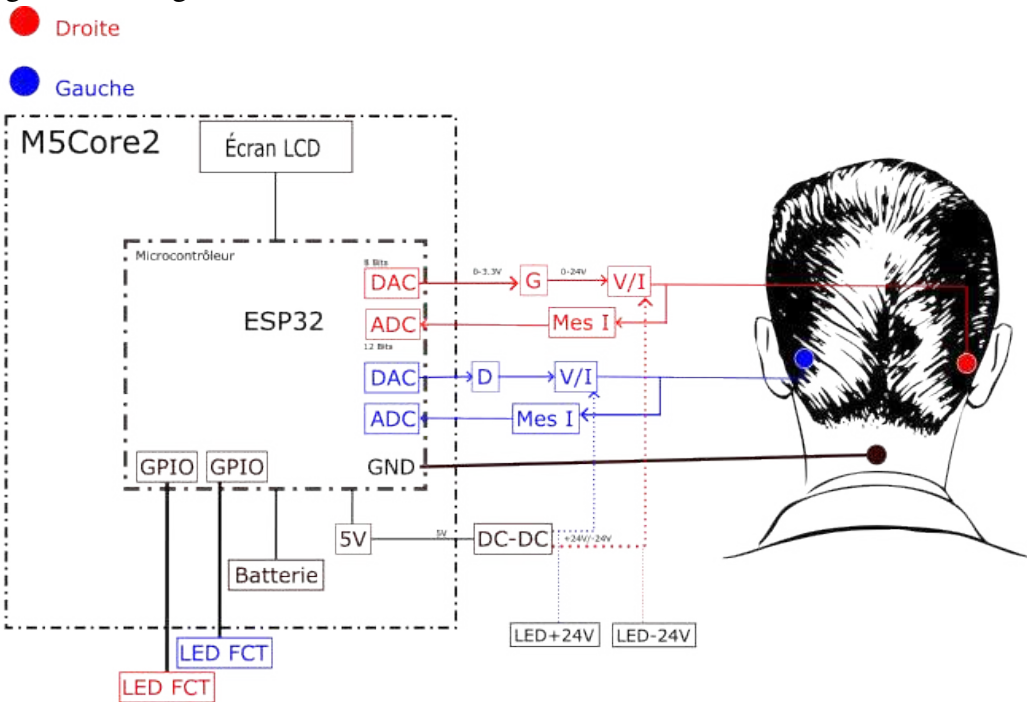 Droite
Gauche
M5Core2
Écran LCD
Microcontrôleur
8 Bits
DAC
0-3.3V
G
0-24V
V/I
ESP32
ADC
Mes I
12 Bits
DAC
D
V/I
ADC
Mes I
GPIO
GPIO
GND
5V
5V
DC-DC
+24V/-24V
Batterie
LED+24V
LED-24V
LED FCT
LED FCT